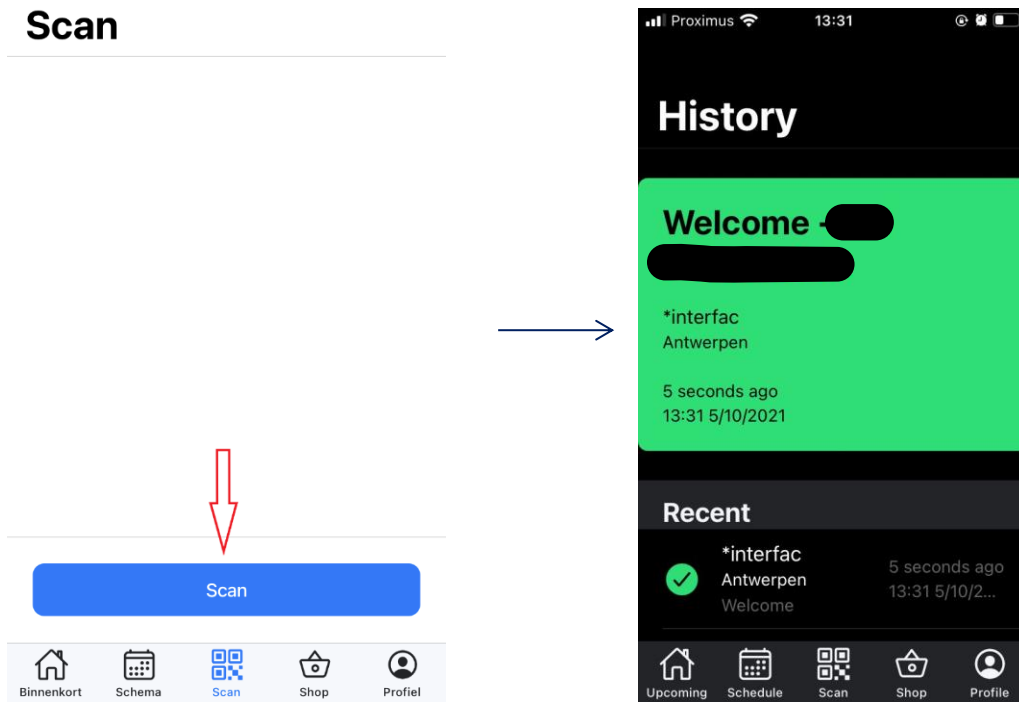 Scan
Scan
Binnenkort Schema Scan Shop Profiel
Proximus 13:31
History
Welcome -
*interfac
Antwerpen
5 seconds ago
13:31 5/10/2021
Recent
*interfac
Antwerpen
Welcome
5 seconds ago
13:31 5/10/2...
Upcoming Schedule Scan Shop Profile